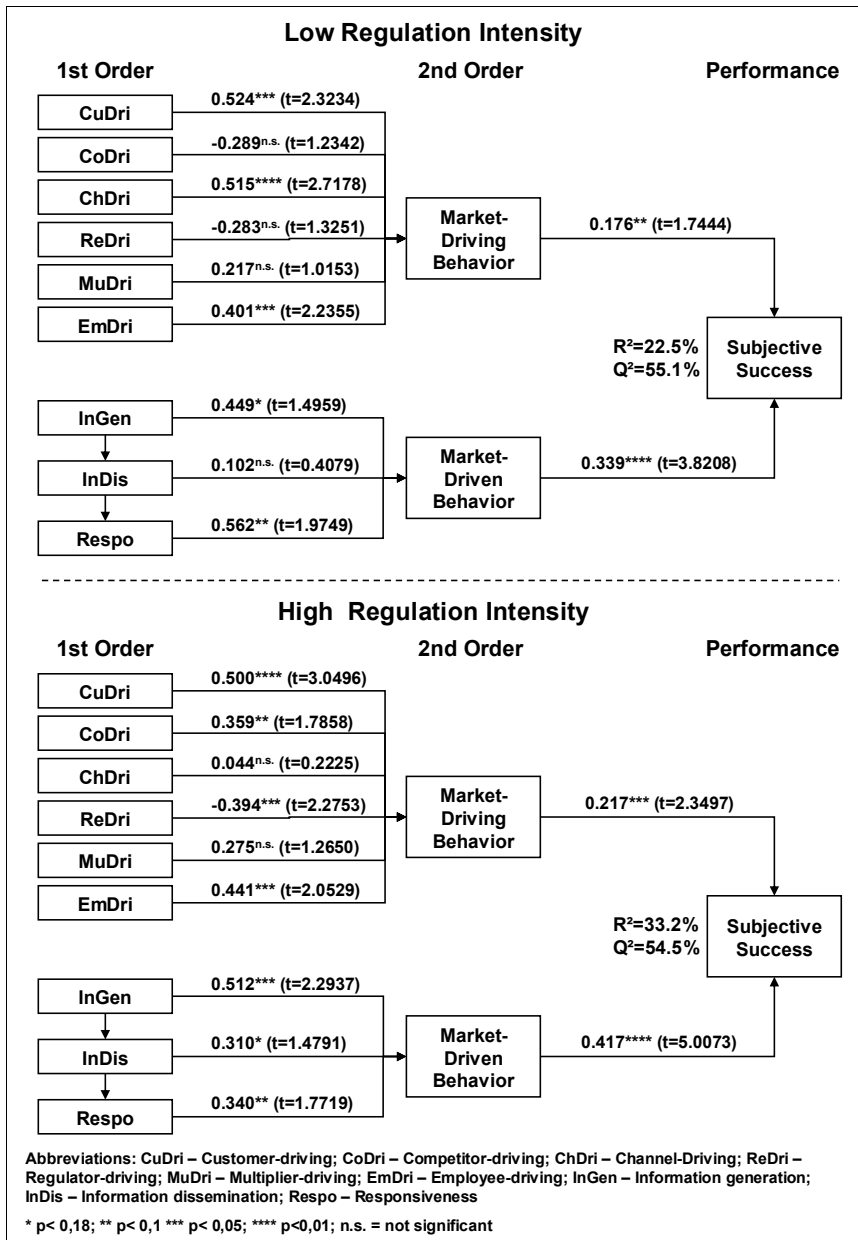 Low Regulation Intensity
1st Order 2nd Order Performance
CuDri 0.524*** (t=2.3234)
CoDri -0.289n.s. (t=1.2342)
ChDri 0.515**** (t=2.7178)
ReDri -0.283n.s. (t=1.3251)
MuDri 0.217n.s. (t=1.0153)
EmDri 0.401*** (t=2.2355)
Market-
Driving
Behavior
0.176** (t=1.7444)
R²=22.5%
Q²=55.1%
Subjective
Success
InGen 0.449* (t=1.4959)
InDis 0.102n.s. (t=0.4079)
Respo 0.562** (t=1.9749)
Market-
Driven
Behavior
0.339**** (t=3.8208)
High Regulation Intensity
1st Order 2nd Order Performance
CuDri 0.500**** (t=3.0496)
CoDri 0.359** (t=1.7858)
ChDri 0.044n.s. (t=0.2225)
ReDri -0.394*** (t=2.2753)
MuDri 0.275n.s. (t=1.2650)
EmDri 0.441*** (t=2.0529)
Market-
Driving
Behavior
0.217*** (t=2.3497)
R²=33.2%
Q²=54.5%
Subjective
Success
InGen 0.512*** (t=2.2937)
InDis 0.310* (t=1.4791)
Respo 0.340** (t=1.7719)
Market-
Driven
Behavior
0.417**** (t=5.0073)
Abbreviations: CuDri – Customer-driving; CoDri – Competitor-driving; ChDri – Channel-Driving; ReDri –
Regulator-driving; MuDri – Multiplier-driving; EmDri – Employee-driving; InGen – Information generation;
InDis – Information dissemination; Respo – Responsiveness
* p< 0,18; ** p< 0,1 *** p< 0,05; **** p<0,01; n.s. = not significant